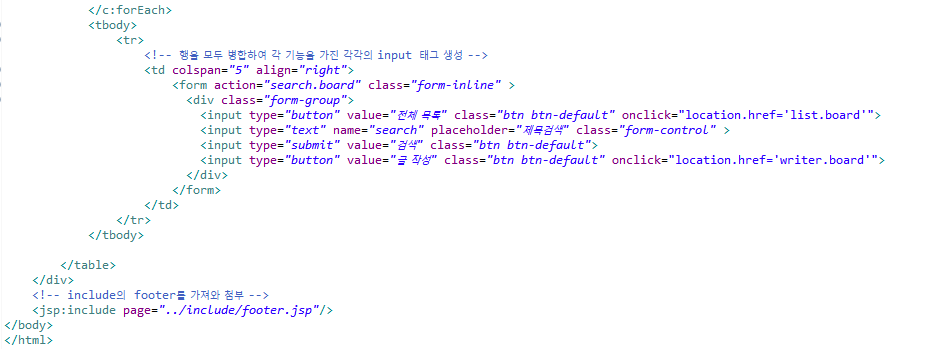 </c:forEach>
<tbody>
<tr>
<!-- 행을 모두 병합하여 각 기능을 가진 각각의 input 태그 생성 -->
<td colspan="5" align="right">
<form action="search.board" class="form-inline" >
<div class="form-group">
<input type="button" value="전체 목록" class="btn btn-default" onclick="location.href='list.board'">
<input type="text" name="search" placeholder="제목검색" class="form-control" >
<input type="submit" value="검색" class="btn btn-default">
<input type="button" value="글 작성" class="btn btn-default" onclick="location.href='writer.board'">
</div>
</form>
</td>
</tr>
</tbody>
</table>
</div>
<!-- include의 footer를 가져와 첨부 -->
<jsp:include page="../include/footer.jsp"/>
</body>
</html>